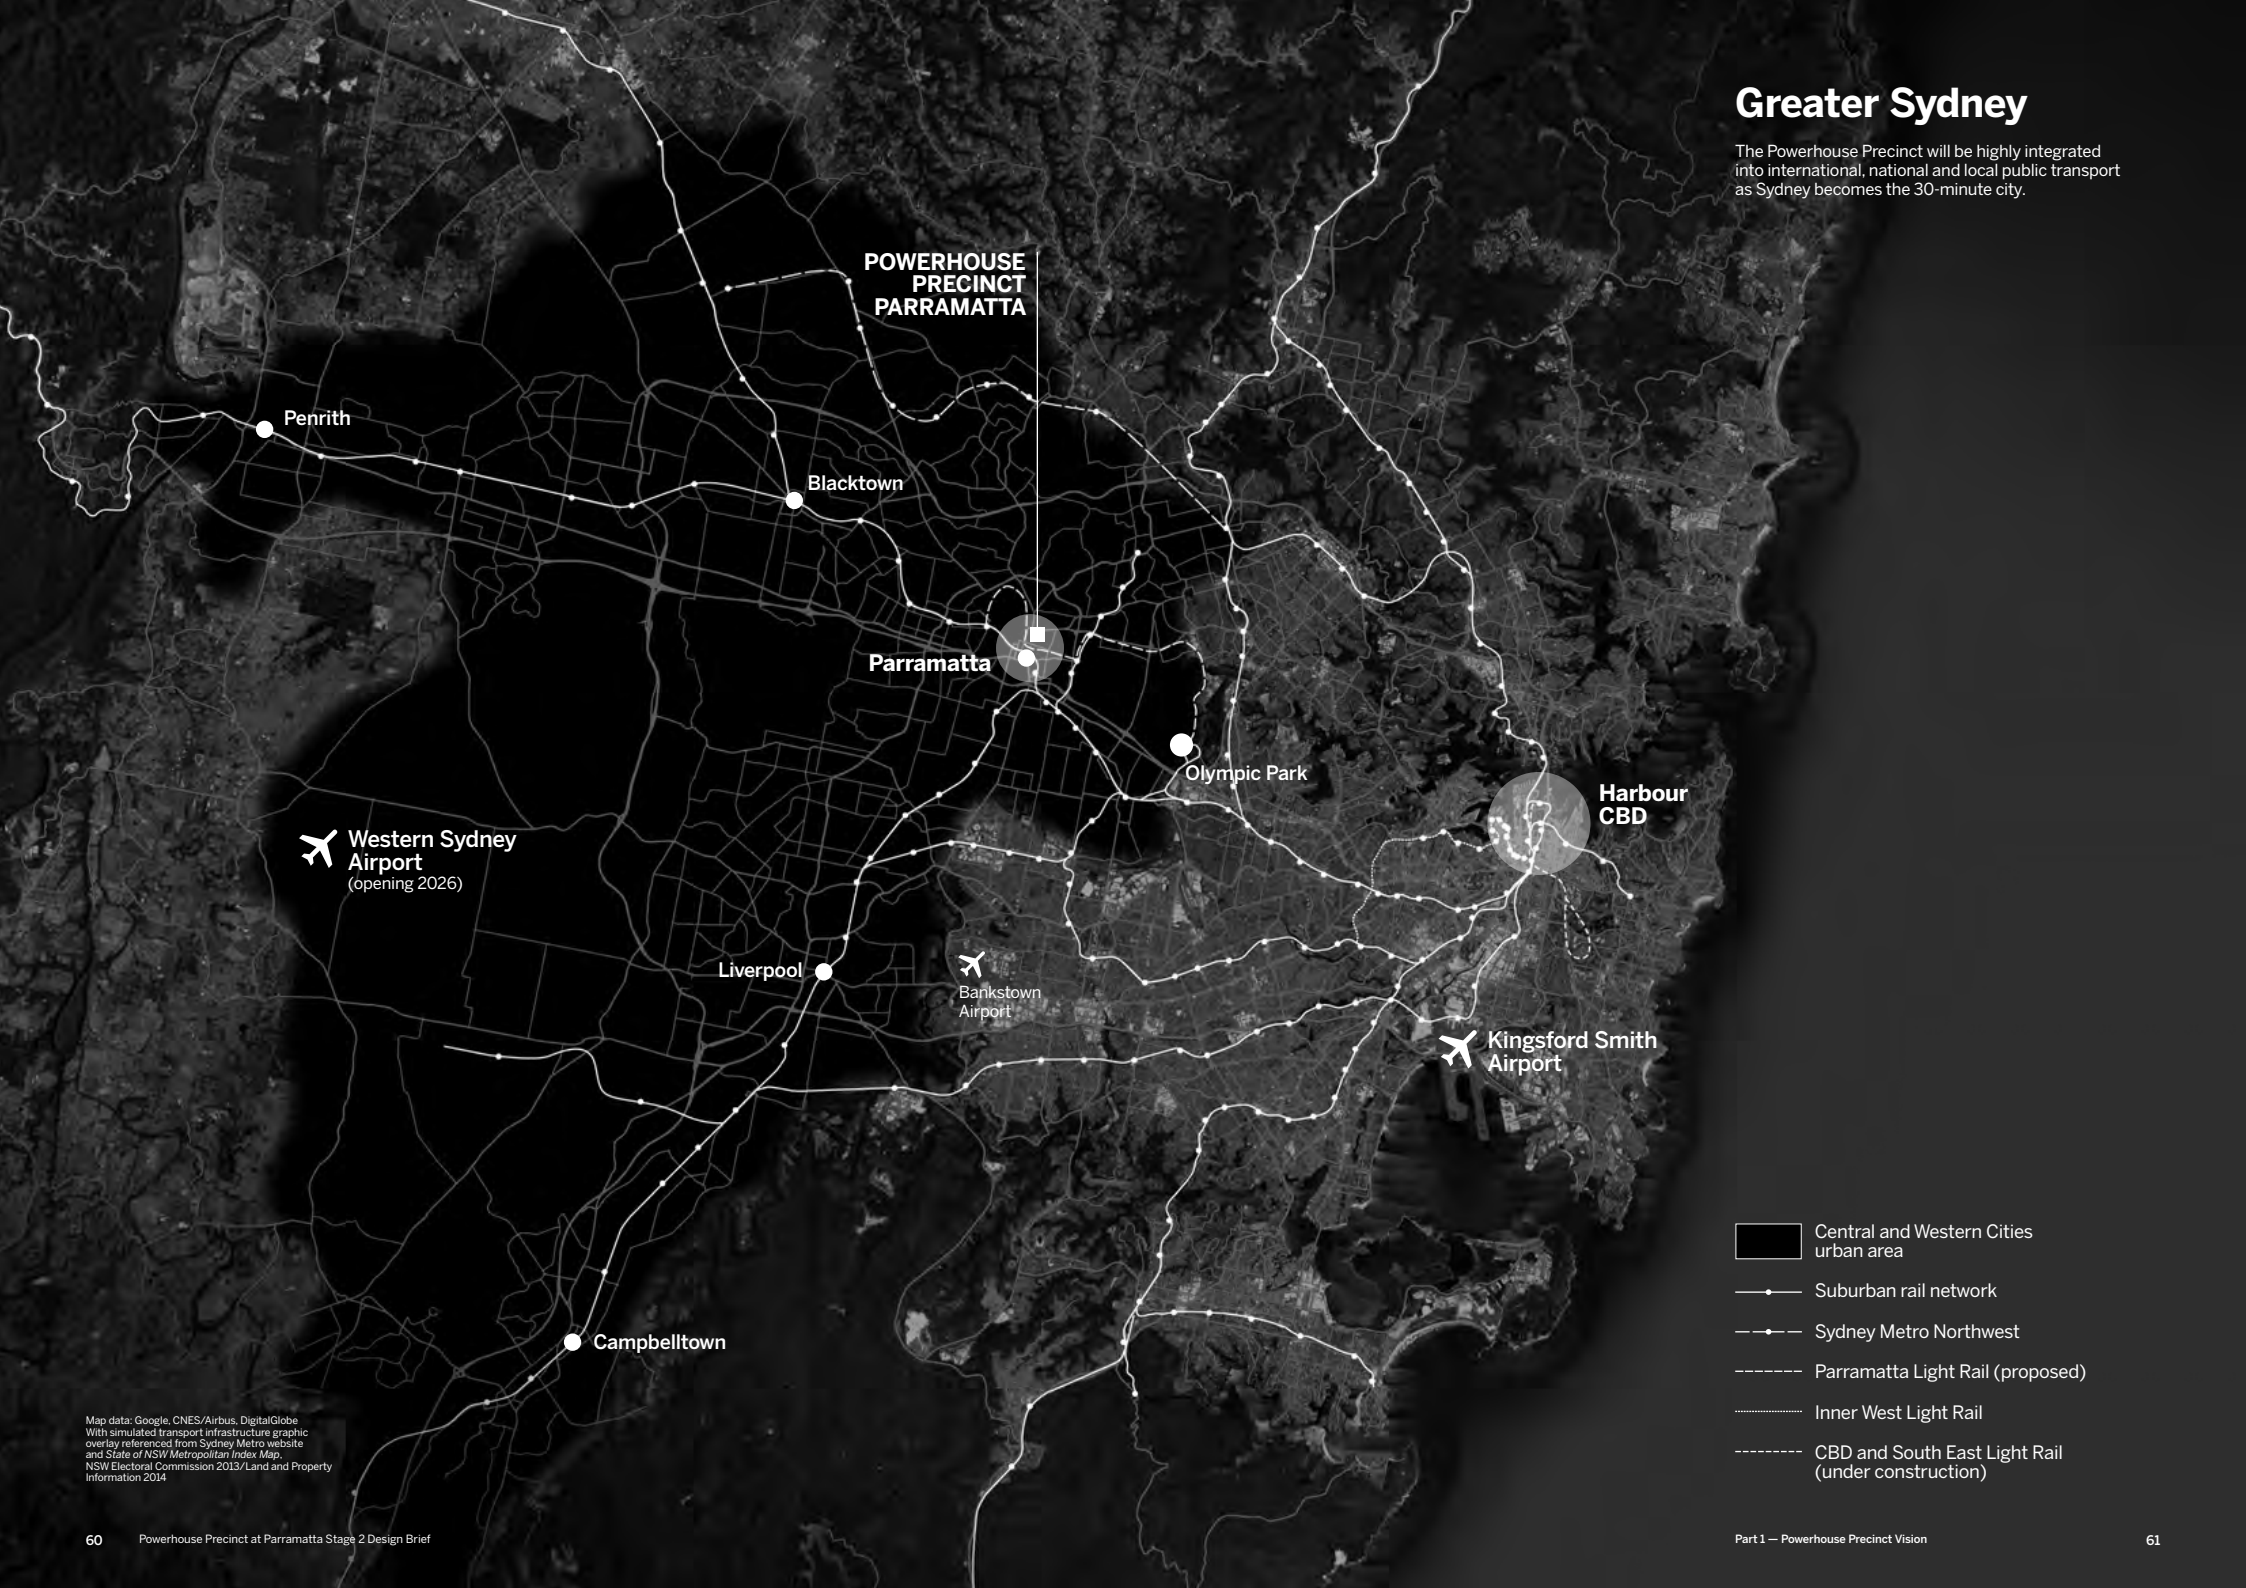 Greater Sydney
The Powerhouse Precinct will be highly integrated
into international, national and local public transport
as Sydney becomes the 30-minute city.
POWERHOUSE
PRECINCT
PARRAMATTA
Penrith
Blacktown
Parramatta
Olympic Park
Harbour
CBD
Western Sydney
Airport
(opening 2026)
Liverpool
Bankstown
Airport
Kingsford Smith
Airport
Campbelltown
Central and Western Cities
urban area
Suburban rail network
Sydney Metro Northwest
Parramatta Light Rail (proposed)
Inner West Light Rail
CBD and South East Light Rail
(under construction)
Map data: Google, CNES/Airbus, DigitalGlobe
With simulated transport infrastructure graphic
overlay referenced from Sydney Metro website
and State of NSW Metropolitan Index Map,
NSW Electoral Commission 2013/Land and Property
Information 2014
60 Powerhouse Precinct at Parramatta Stage 2 Design Brief
Part 1 — Powerhouse Precinct Vision 61